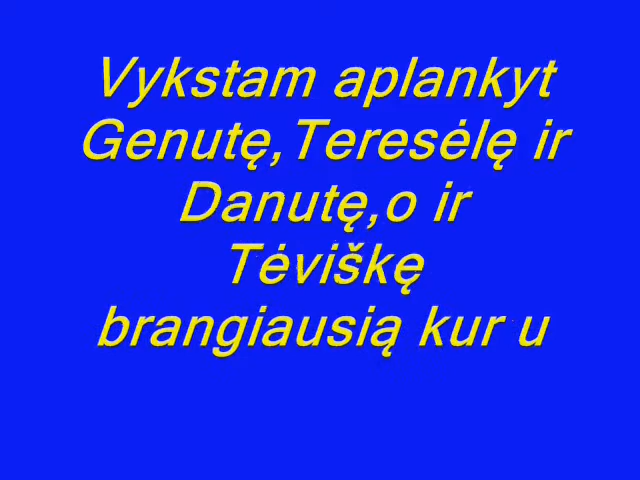 Vykstam aplankyt
Genutę,Teresėlę ir
Danutę,o ir
Tėviškę
brangiausią kur u